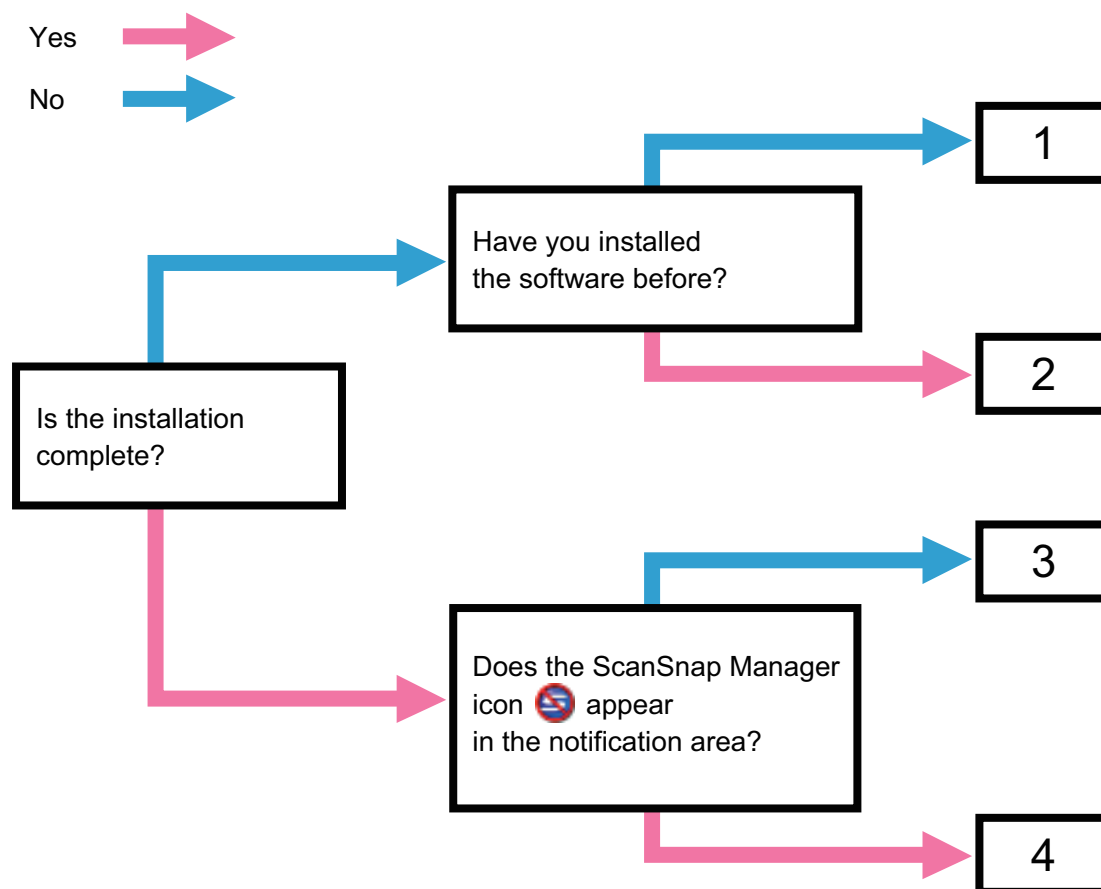 Yes
No
1
Have you installed
the software before?
2
Is the installation
complete?
3
Does the ScanSnap Manager
icon appear
in the notification area?
4